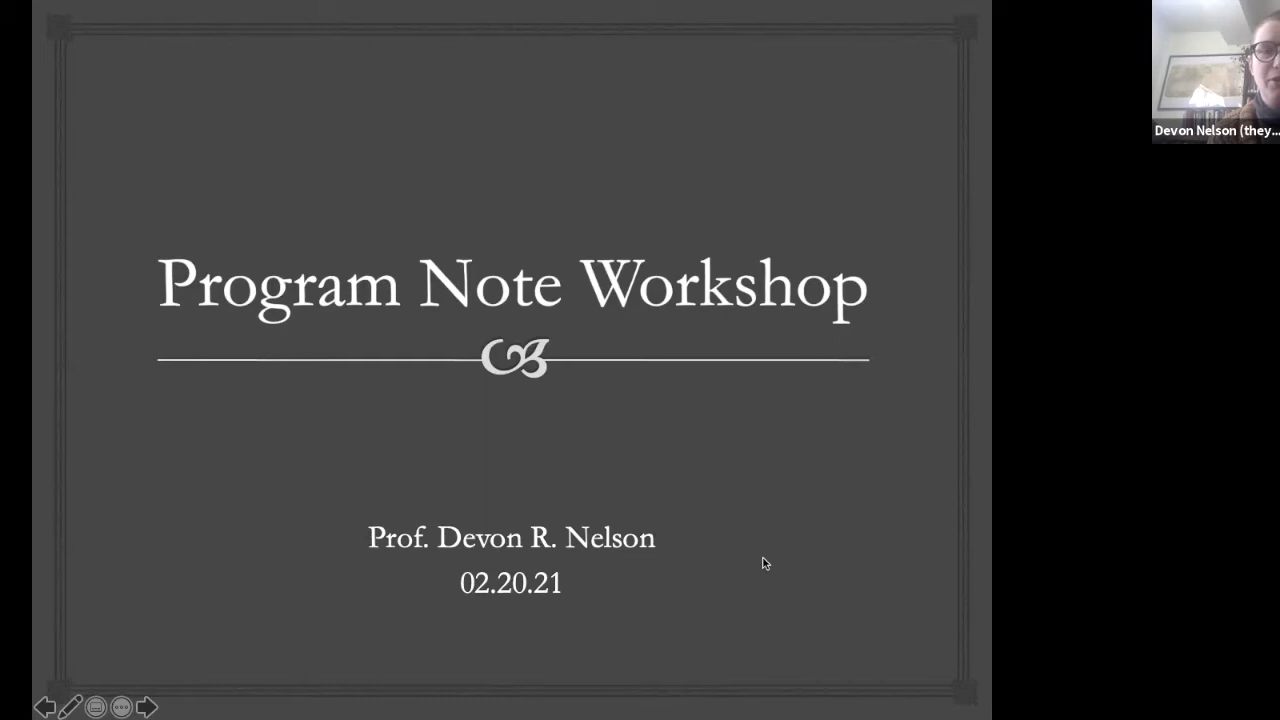 Program Note Workshop
Prof. Devon R. Nelson
02.20.21
Devon Nelson (they...